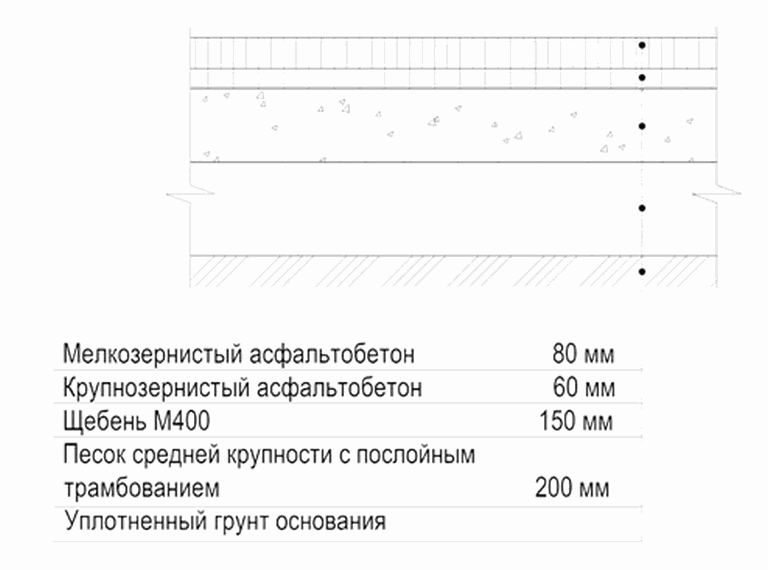 Мелкозернистый асфальтобетон 80 мм
Крупнозернистый асфальтобетон 60 мм
Щебень М400 150 мм
Песок средней крупности с послойным
трамбованием 200 мм
Уплотненный грунт основания